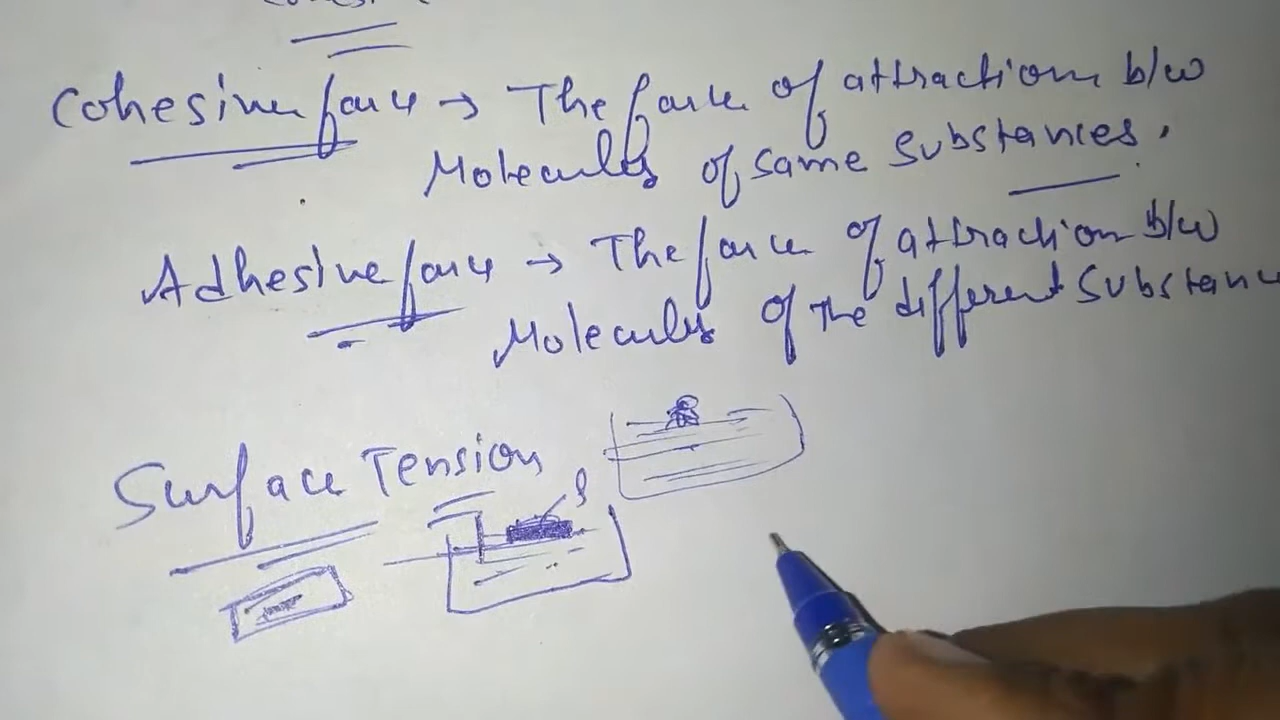 Cohesive force → The force of attraction b/w
Molecules of same substances.
Adhesive force → The force of attraction b/w
Molecules of The different Substance
Surface Tension